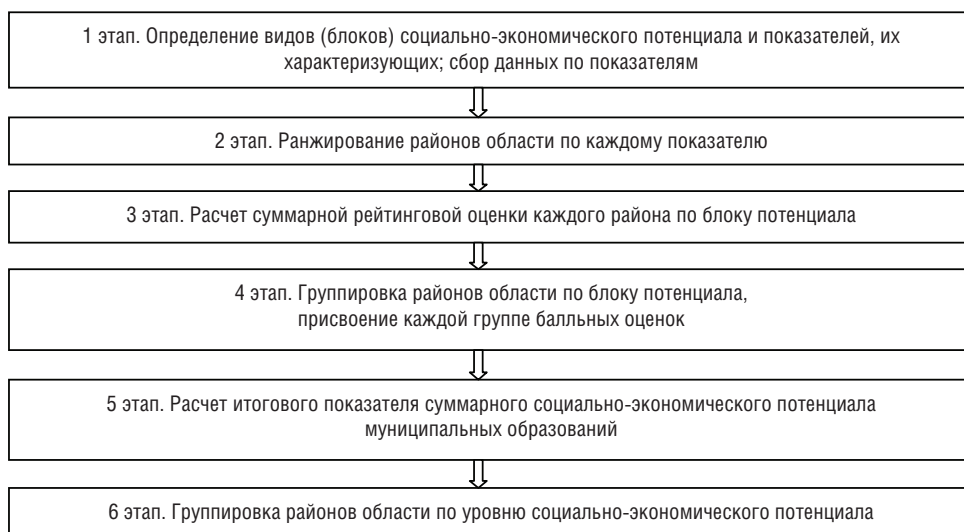 1 этап. Определение видов (блоков) социально-экономического потенциала и показателей, их
характеризующих; сбор данных по показателям
2 этап. Ранжирование районов области по каждому показателю
3 этап. Расчет суммарной рейтинговой оценки каждого района по блоку потенциала
4 этап. Группировка районов области по блоку потенциала,
присвоение каждой группе балльных оценок
5 этап. Расчет итогового показателя суммарного социально-экономического потенциала
муниципальных образований
6 этап. Группировка районов области по уровню социально-экономического потенциала